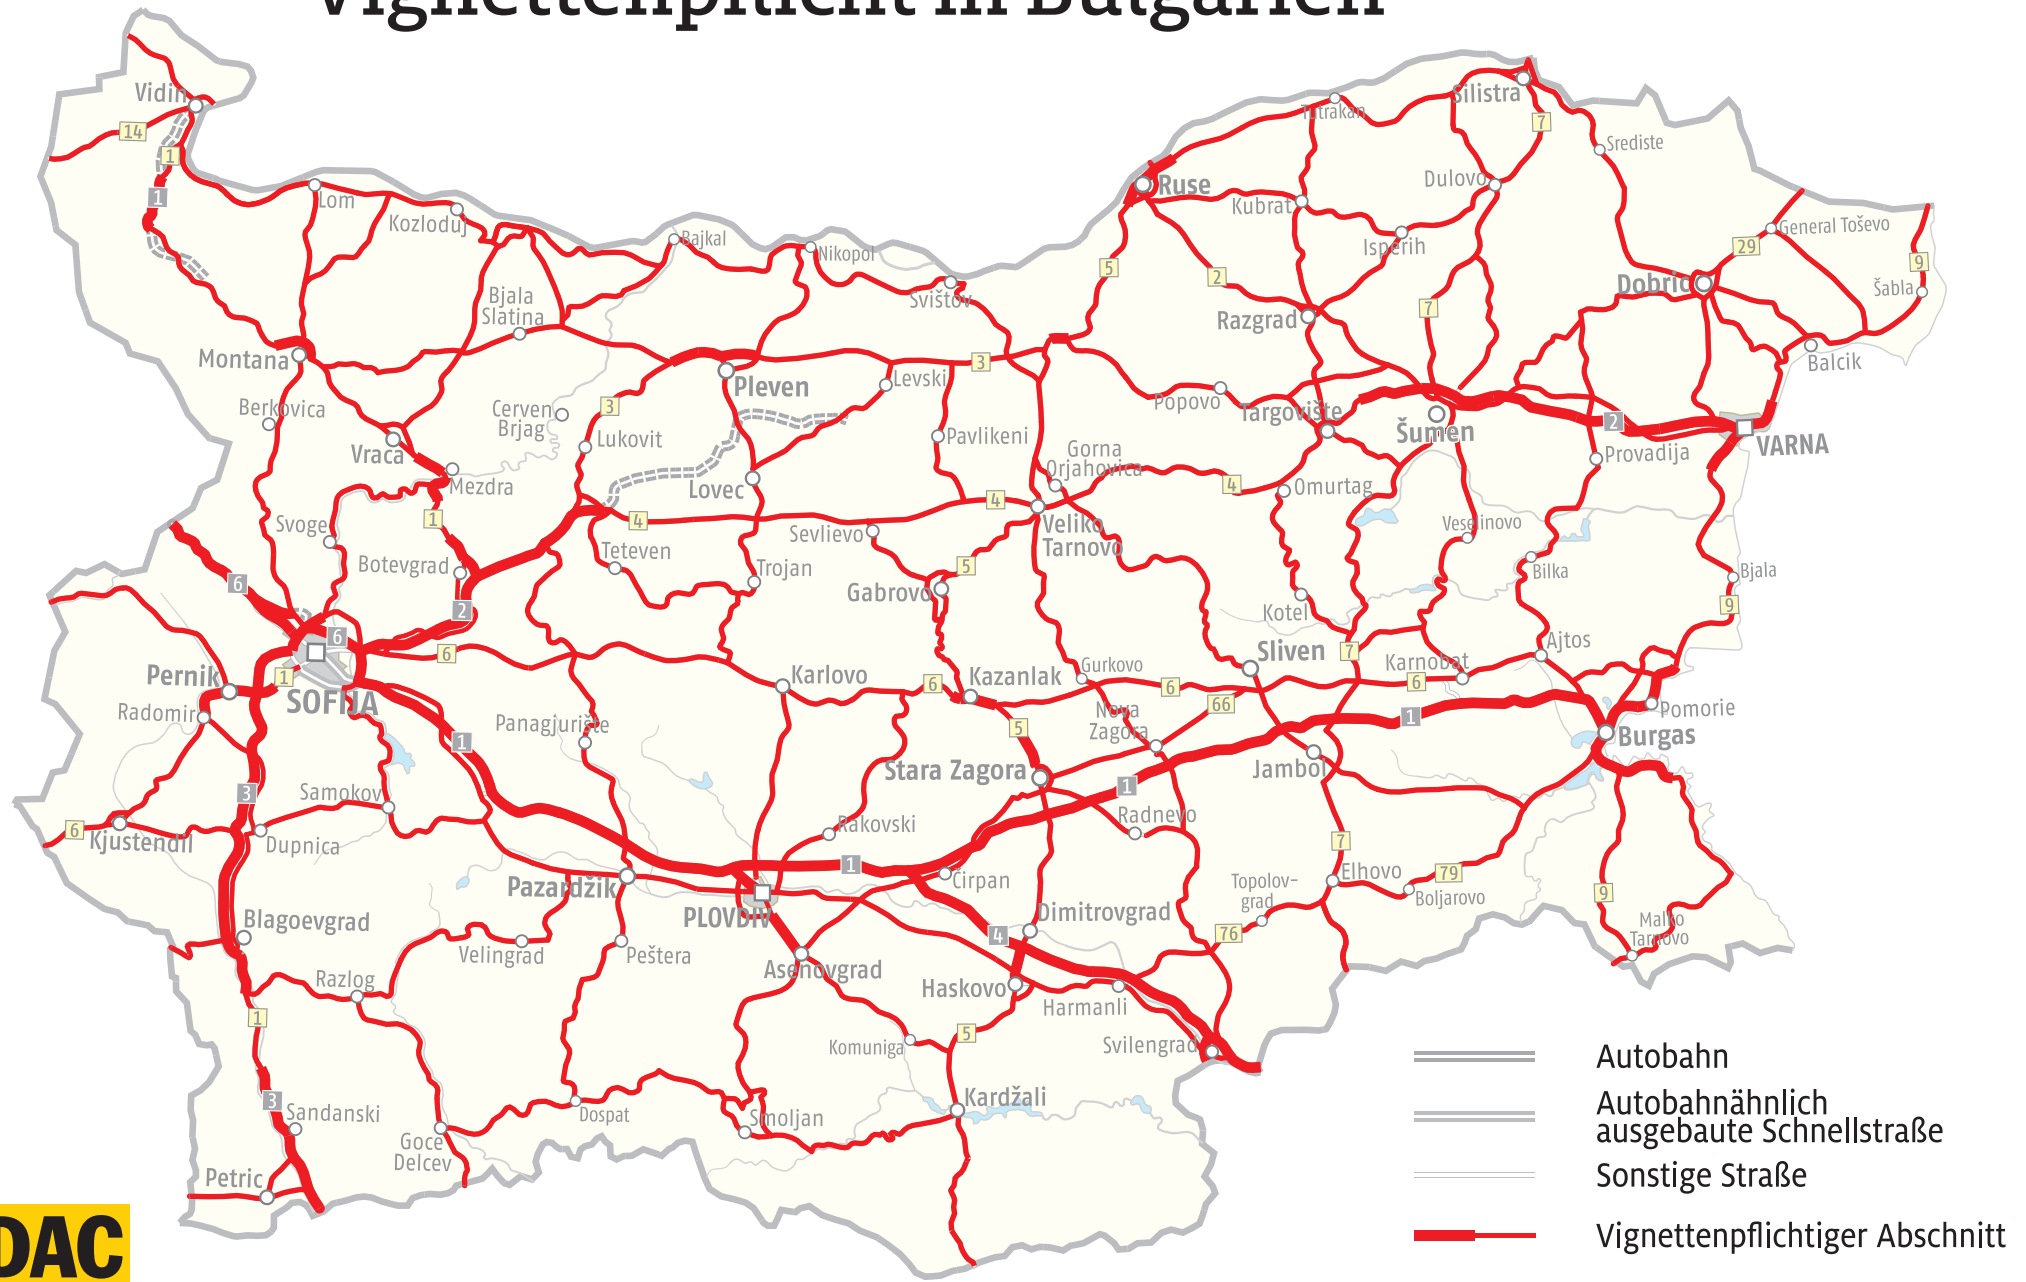 Vignettenpflicht in Bulgarien
Vidin
14
1
1
Lom
Kozloduj
Bajkal
Nikopol
Svištov
Bjala
Slatina
Montana
Berkovica
Vraca
Mezdra
Cerven
Brjag
3
Lukovit
Pleven
Levski
3
Pavlikeni
Lovec
Gorna
Orjahovica
Ruse
Tutrakan
Silistra
7
Srediste
Dulovo
Kubrat
Isperih
5
2
7
Razgrad
Dobric
29
General Toševo
9
Šabla
Balcik
Popovo
Targovište
Šumen
2
VARNA
Provadija
Omurtag
4
4
4
Veliko
Tarnovo
Sevlievo
5
Gabrovo
Teteven
Trojan
Svoge
1
Botevgrad
2
6
6
6
1
SOFIJA
Pernik
Radomir
Veselinovo
Bilka
Bjala
9
Kotel
Sliven
7
Ajtos
Karnobat
6
Gurkovo
6
66
Kazanlak
6
Karlovo
5
Nova
Zagora
Stara Zagora
1
1
Jambol
Pomorie
Burgas
Panagjurište
1
3
Samokov
Dupnica
6
Kjustendil
Rakovski
Radnevo
1
Čirpan
Pazardžik
PLOVDIV
Dimitrovgrad
4
7
Elhovo
79
Boljarovo
Topolov-
grad
76
9
Malko
Tarnovo
Blagoevgrad
Velingrad
Peštera
Asenovgrad
Haskovo
Harmanli
Razlog
1
5
Komuniga
Svilengrad
3
Sandanski
Goce
Delcev
Petric
Dospat
Smoljan
Kardžali
Autobahn
Autobahnähnlich
ausgebaute Schnellstraße
Sonstige Straße
Vignettenpflichtiger Abschnitt
DAC